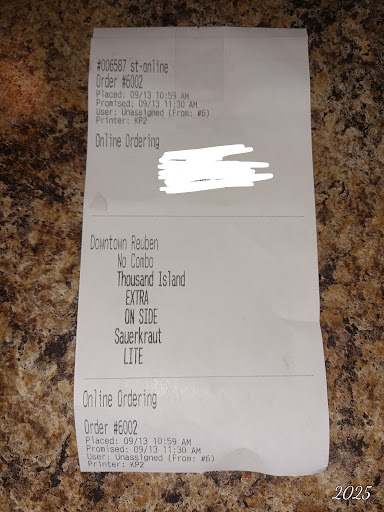 #006587 st-online
Order #6002
Placed: 09/13 10:59 AM
Promised: 09/13 11:30 AM
User: Unassigned (From: #6)
Printer: KP2
Online Ordering
Downtown Reuben
No Combo
Thousand Island
EXTRA
ON SIDE
Sauerkraut
LITE
Online Ordering
Order #6002
Placed: 09/13 10:59 AM
Promised: 09/13 11:30 AM
User: Unassigned (From: #6)
Printer: KP2
2025